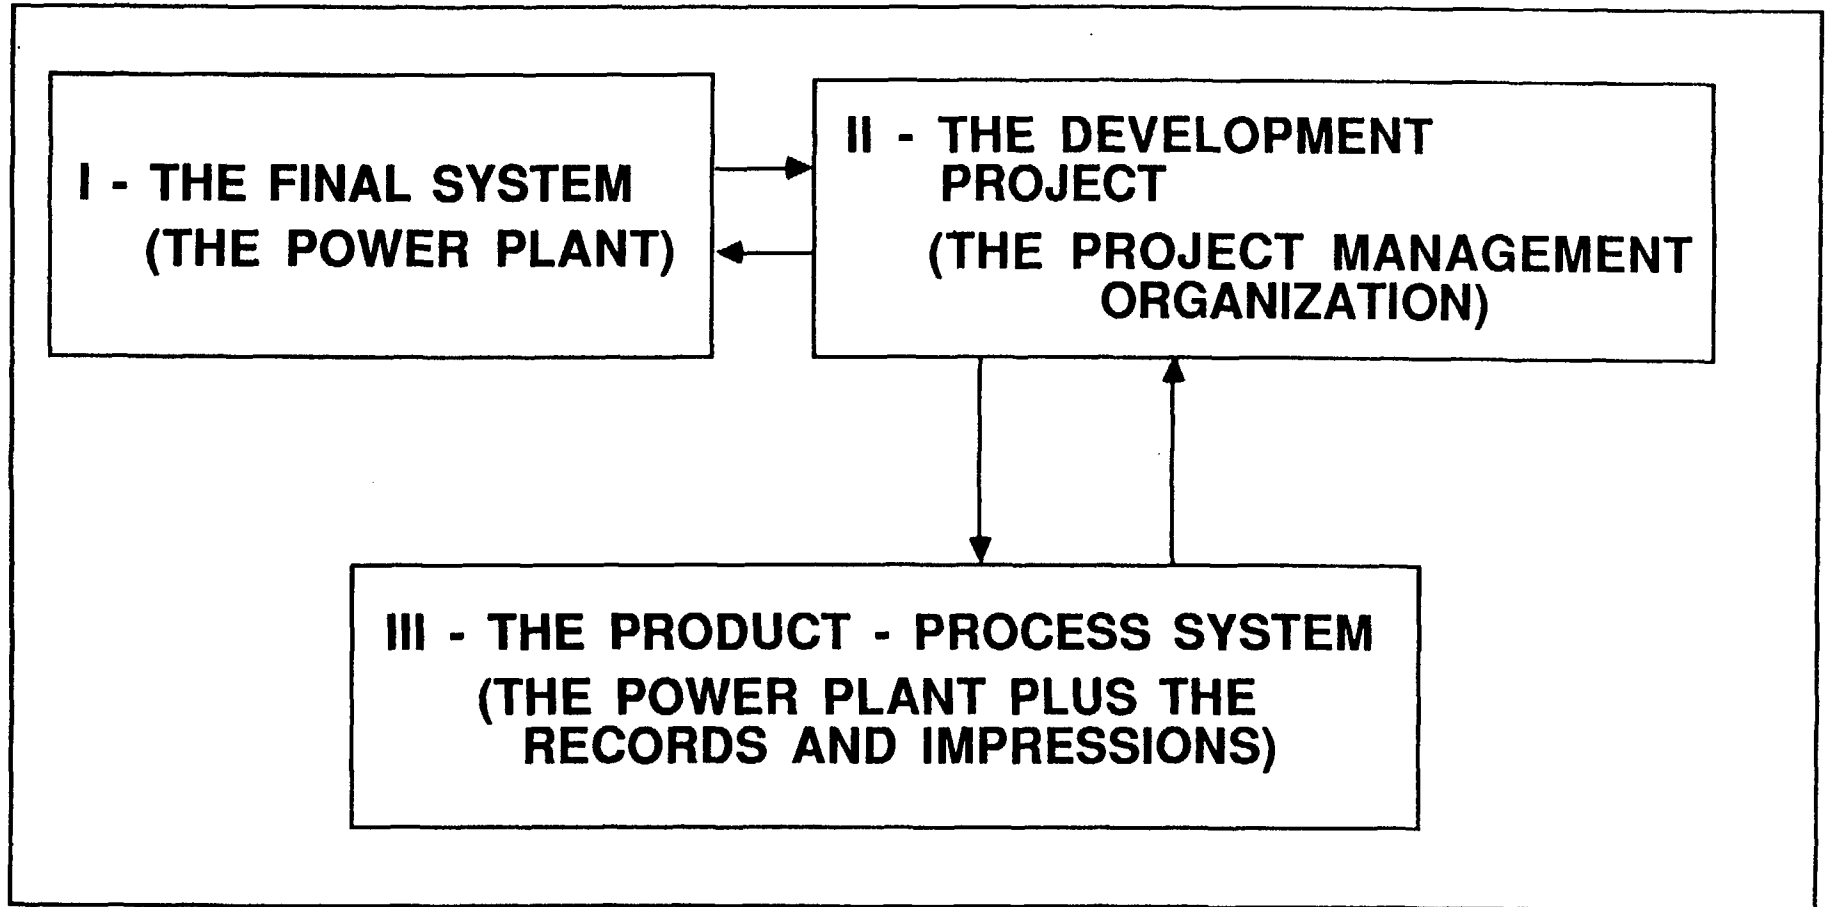 I - THE FINAL SYSTEM
(THE POWER PLANT)
II - THE DEVELOPMENT
PROJECT
(THE PROJECT MANAGEMENT
ORGANIZATION)
III - THE PRODUCT - PROCESS SYSTEM
(THE POWER PLANT PLUS THE
RECORDS AND IMPRESSIONS)